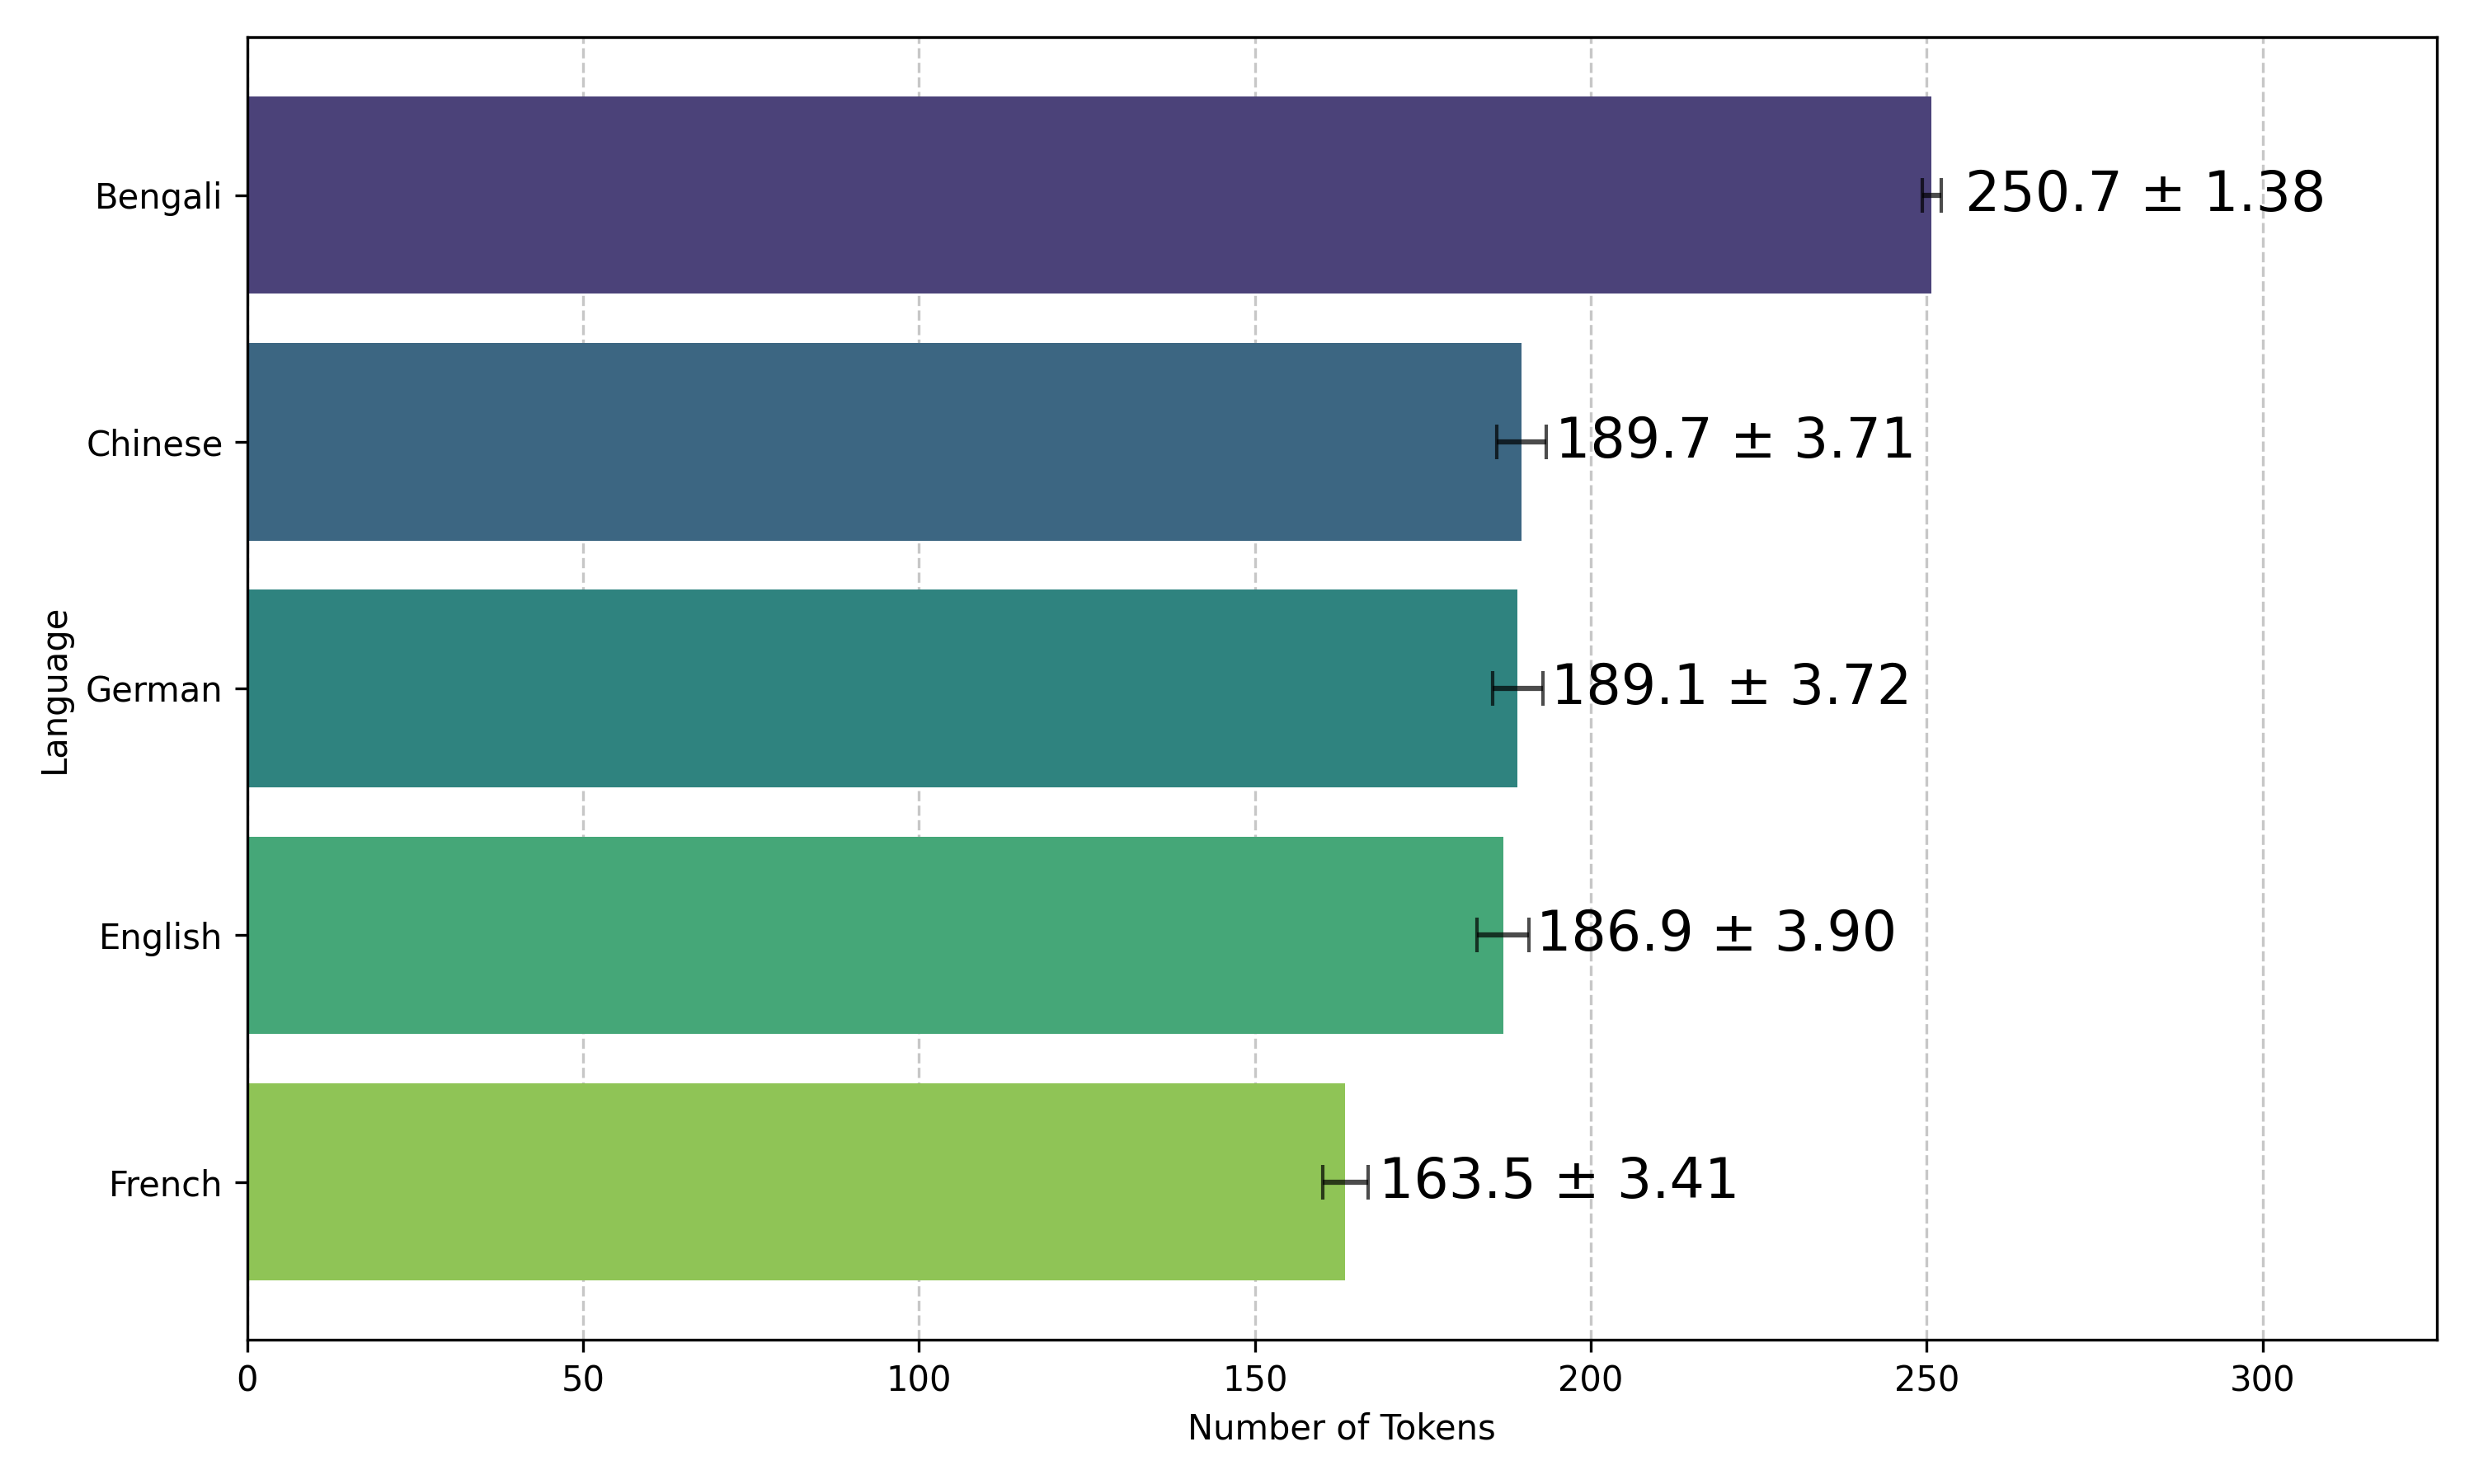 Bengali
250.7 ± 1.38
Chinese
189.7 ± 3.71
German
189.1 ± 3.72
English
186.9 ± 3.90
French
163.5 ± 3.41
Language
0 50 100 150 200 250 300
Number of Tokens